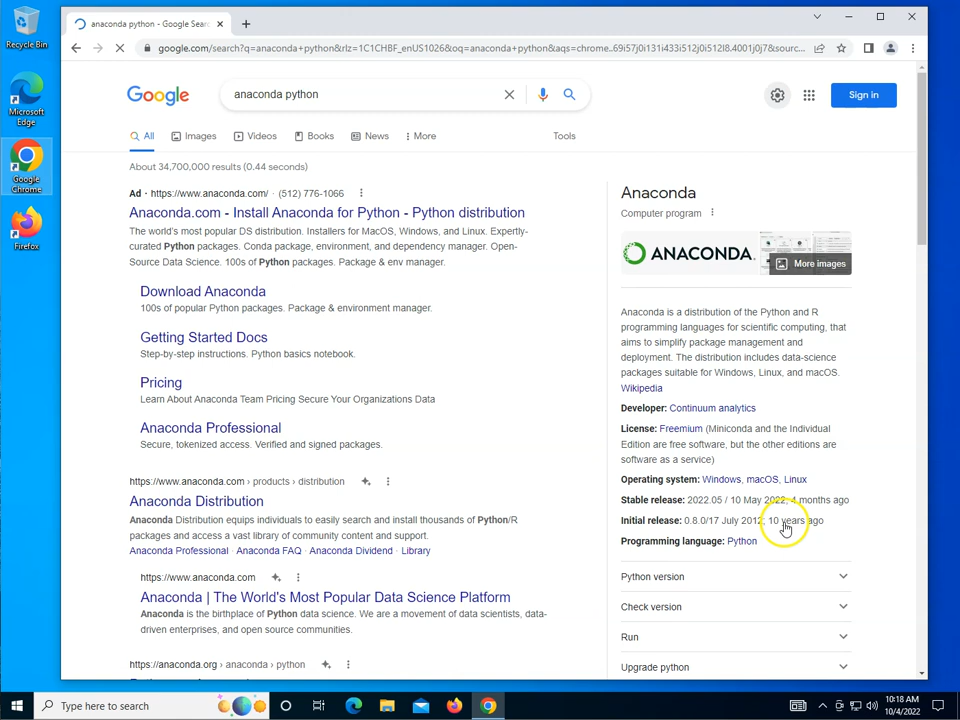 Recycle Bin
Microsoft Edge
Google Chrome
Firefox
anaconda python - Google Sear
google.com/search?q=anaconda+python&rlz=1C1CHBF_enUS1026&oq=anaconda+python&aqs=chrome..69i57j0i131i433i512j0i512l8.4001j0j7&sourc...
Google
anaconda python
Sign in
All
Images
Videos
Books
News
More
Tools
About 34,700,000 results (0.44 seconds)
Ad · https://www.anaconda.com/ · (512) 776-1066
Anaconda.com - Install Anaconda for Python - Python distribution
The world's most popular DS distribution. Installers for MacOS, Windows, and Linux. Expertly-
curated Python packages. Conda package, environment, and dependency manager. Open-
Source Data Science. 100s of Python packages. Package & env manager.
Download Anaconda
100s of popular Python packages. Package & environment manager.
Getting Started Docs
Step-by-step instructions. Python basics notebook.
Pricing
Learn About Anaconda Team Pricing Secure Your Organizations Data
Anaconda Professional
Secure, tokenized access. Verified and signed packages.
https://www.anaconda.com › products › distribution
Anaconda Distribution
Anaconda Distribution equips individuals to easily search and install thousands of Python/R
packages and access a vast library of community content and support.
Anaconda Professional · Anaconda FAQ · Anaconda Dividend · Library
https://www.anaconda.com
Anaconda | The World's Most Popular Data Science Platform
Anaconda is the birthplace of Python data science. We are a movement of data scientists, data-
driven enterprises, and open source communities.
https://anaconda.org › anaconda › python
Anaconda
Computer program
ANACONDA.
More images
Anaconda is a distribution of the Python and R
programming languages for scientific computing, that
aims to simplify package management and
deployment. The distribution includes data-science
packages suitable for Windows, Linux, and macOS.
Wikipedia
Developer: Continuum analytics
License: Freemium (Miniconda and the Individual
Edition are free software, but the other editions are
software as a service)
Operating system: Windows, macOS, Linux
Stable release: 2022.05 / 10 May 2022; 4 months ago
Initial release: 0.8.0/17 July 2012; 10 years ago
Programming language: Python
Python version
Check version
Run
Upgrade python
Type here to search
10:18 AM
10/4/2022